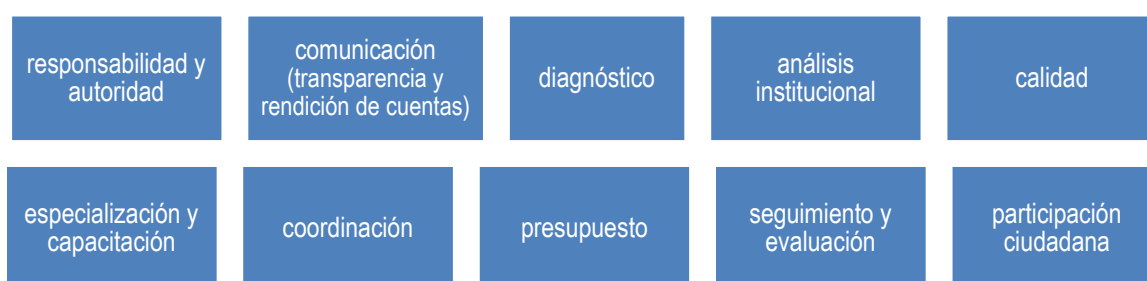 responsabilidad y
autoridad
comunicación
(transparencia y
rendición de cuentas)
diagnóstico
análisis
institucional
calidad
especialización y
capacitación
coordinación
presupuesto
seguimiento y
evaluación
participación
ciudadana